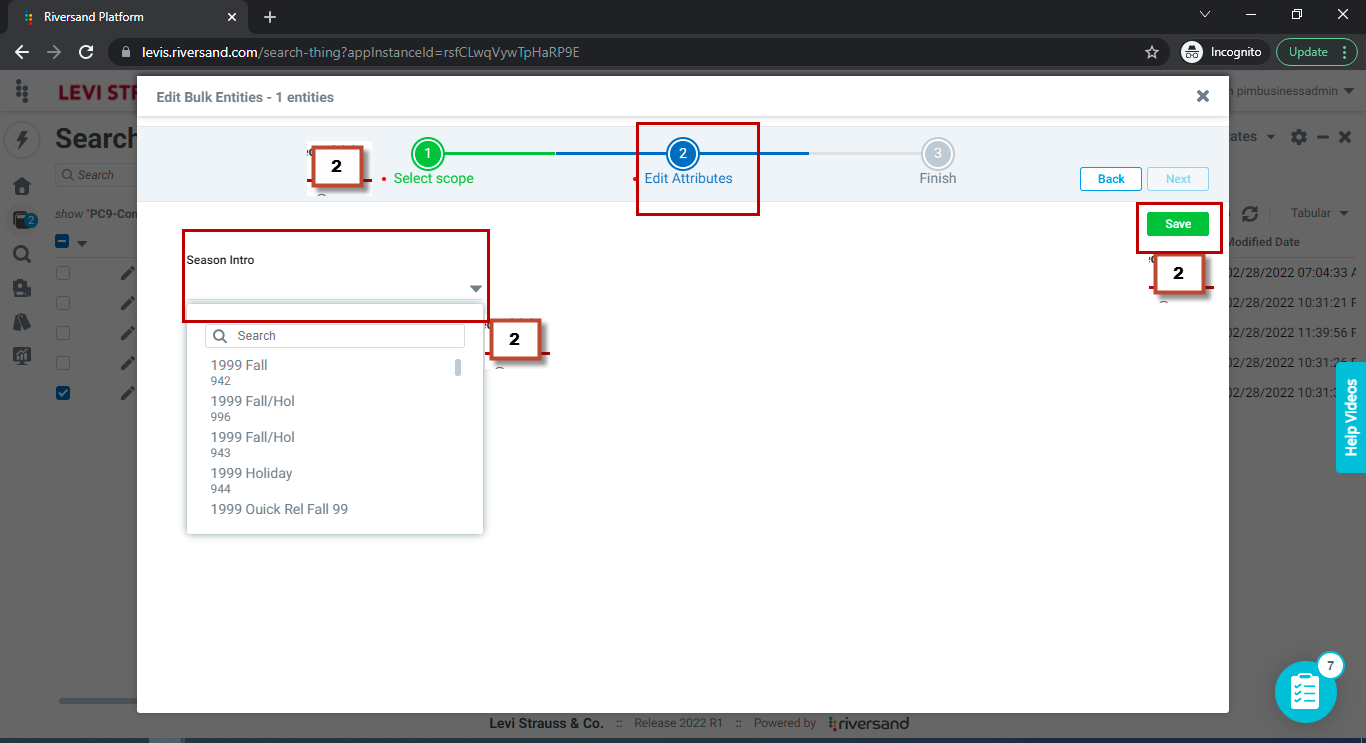 Riversand Platform
levis.riversand.com/search-thing?appInstanceId=rsfCLwqVywTpHaRP9E
Incognito
Update
Edit Bulk Entities - 1 entities
LEVI STR
pimbusinessadmin
Search
1
2
3
2
Select scope
Edit Attributes
Finish
Back
Next
Search
show "PC9-Con
2
Save
Tabular
Modified Date
Season Intro
2
02/28/2022 07:04:33 A
02/28/2022 10:31:21 P
2
Search
02/28/2022 11:39:56 P
1999 Fall
942
02/28/2022 10:31:26 P
1999 Fall/Hol
996
02/28/2022 10:31:3
1999 Fall/Hol
943
1999 Holiday
944
1999 Quick Rel Fall 99
Help Videos
7
Levi Strauss & Co. :: Release 2022 R1 :: Powered by riversand